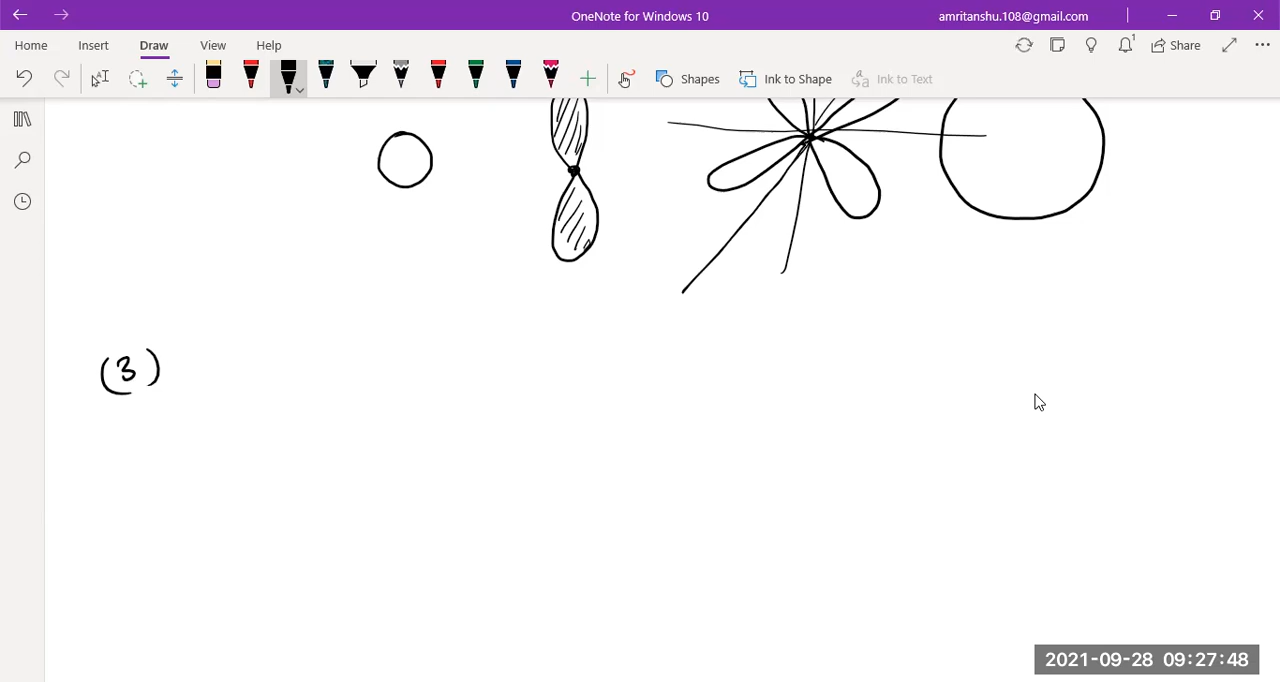 OneNote for Windows 10
amritanshu.108@gmail.com
Home Insert Draw View Help
1
Share
Shapes Ink to Shape Ink to Text
(3)
2021-09-28 09:27:48